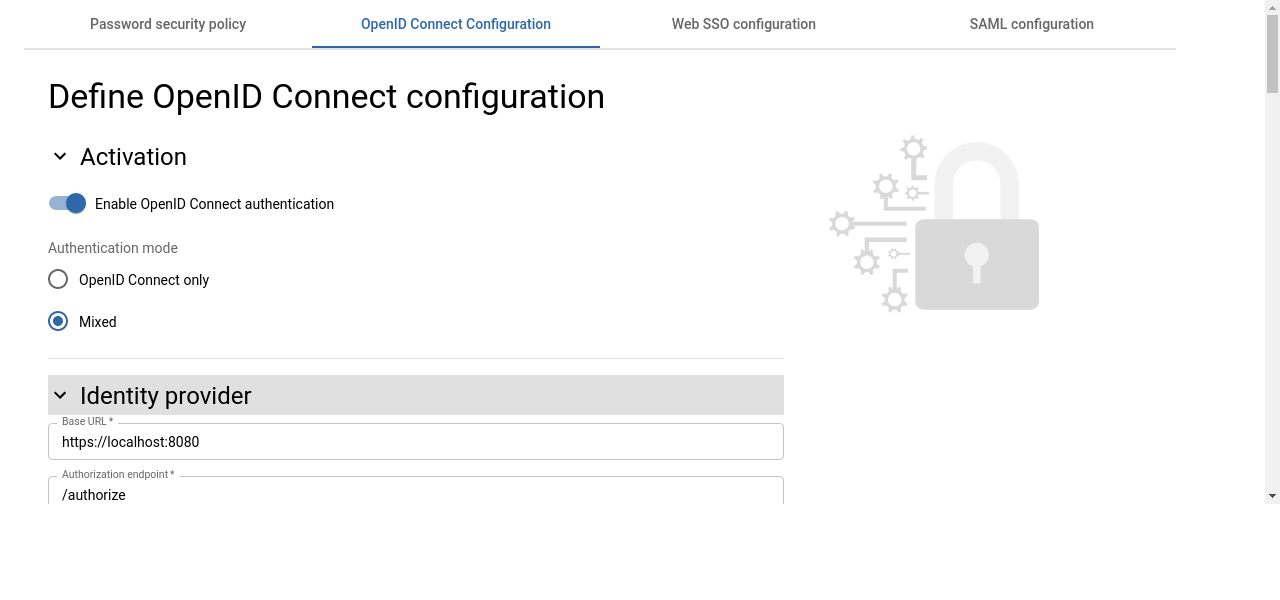 Password security policy
OpenID Connect Configuration
Web SSO configuration
SAML configuration
Define OpenID Connect configuration
Activation
Enable OpenID Connect authentication
Authentication mode
OpenID Connect only
Mixed
Identity provider
Base URL *
https://localhost:8080
Authorization endpoint *
/authorize